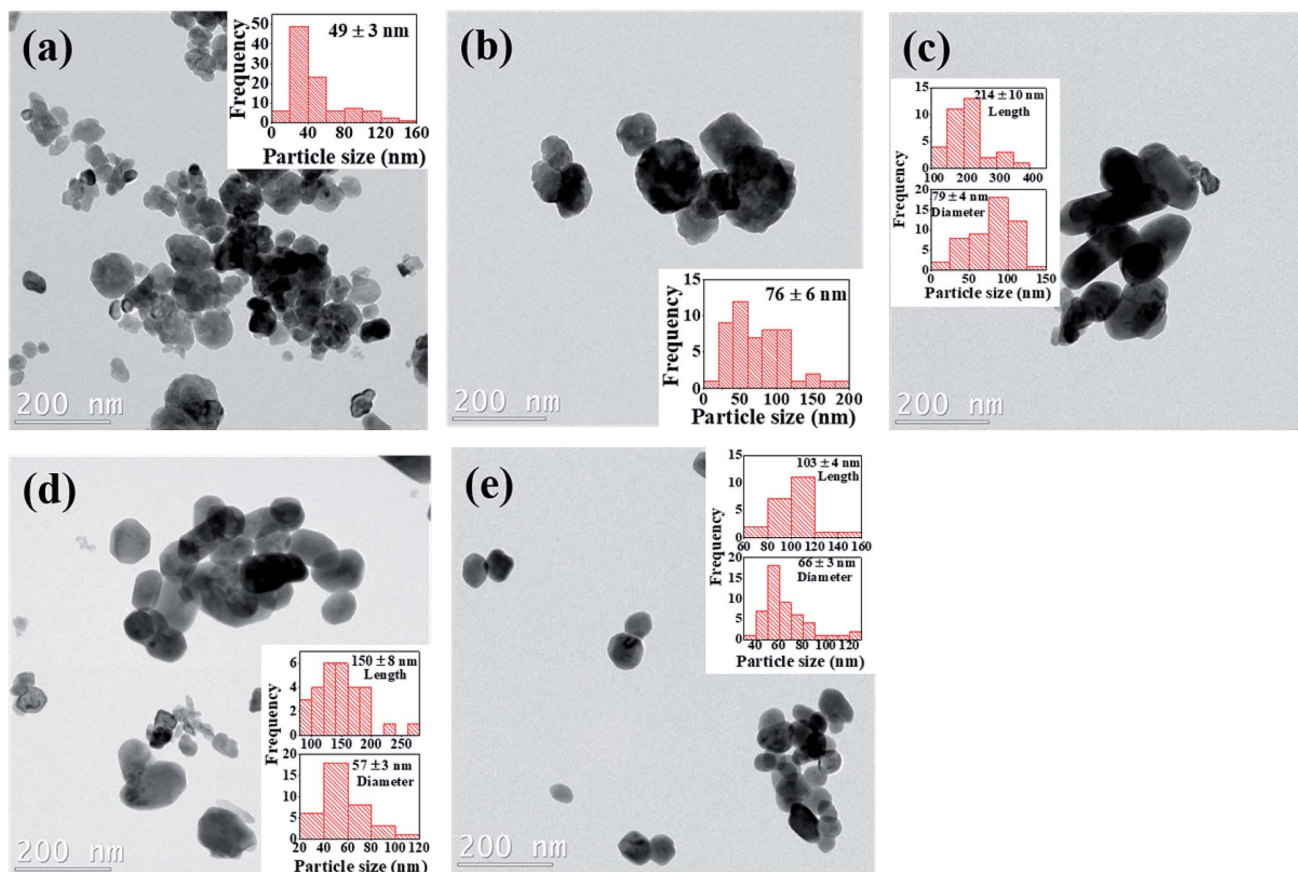 (a)
49 ± 3 nm
Frequency
50
40
30
20
10
0
0 40 80 120 160
Particle size (nm)
200 nm
(b)
76 ± 6 nm
Frequency
15
10
5
0
0 50 100 150 200
Particle size (nm)
200 nm
(c)
214 ± 10 nm
Length
15
10
5
0
100 200 300 400
Frequency
79 ± 4 nm
Diameter
20
15
10
5
0
0 50 100 150
Particle size (nm)
200 nm
(d)
150 ± 8 nm
Length
6
4
2
0
100 150 200 250
Frequency
57 ± 3 nm
Diameter
20
15
10
5
0
20 40 60 80 100 120
Particle size (nm)
200 nm
(e)
103 ± 4 nm
Length
15
10
5
0
60 80 100 120 140 160
Frequency
66 ± 3 nm
Diameter
20
15
10
5
0
40 60 80 100 120
Particle size (nm)
200 nm